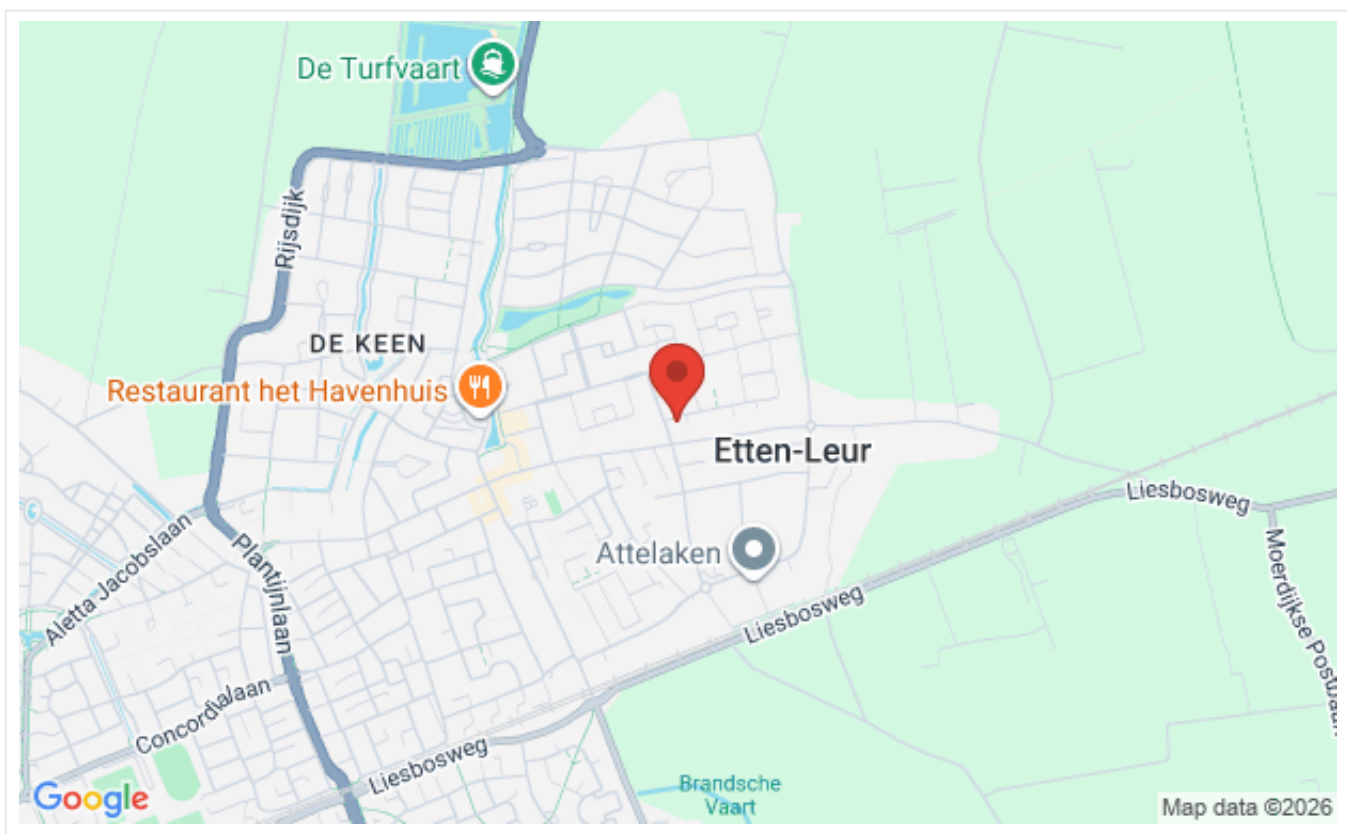 De Turfvaart
Rijsdijk
DE KEEN
Restaurant het Havenhuis
Etten-Leur
Liesbosweg
Attelaken
Aletta Jacobslaan
Plantijnlaan
Moerdijkse Postbaan
Liesbosweg
Concordialaan
Liesbosweg
Brandsche
Vaart
Google
Map data ©2026